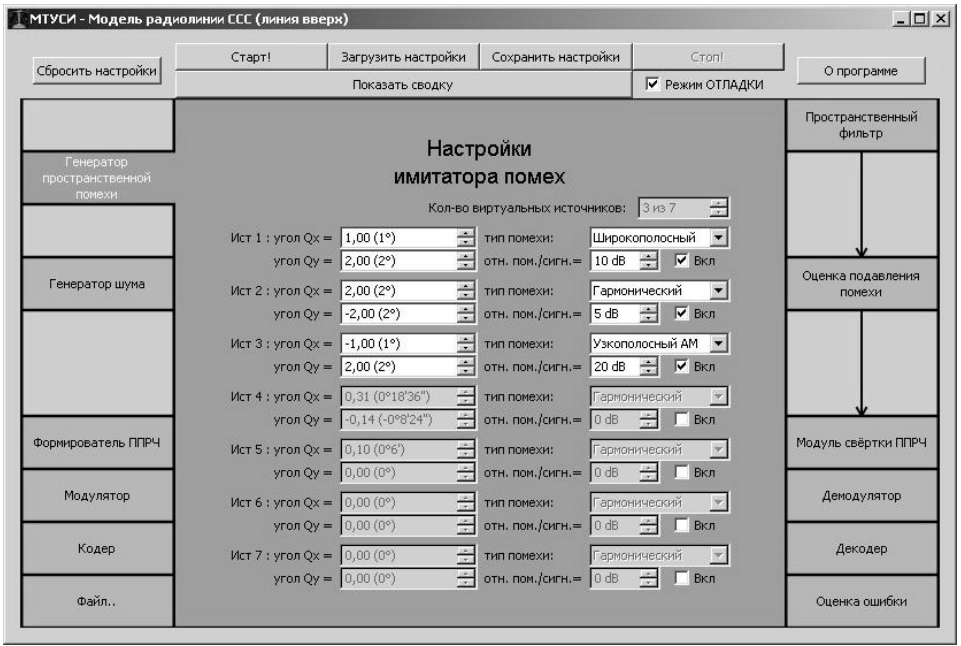 МТУСИ - Модель радиолинии ССС (линия вверх)
Сбросить настройки
Старт!
Загрузить настройки
Сохранить настройки
Стоп!
Показать сводку
Режим ОТЛАДКИ
О программе
Генератор
пространственной
помехи
Генератор шума
Формирователь ППРЧ
Модулятор
Кодер
Файл..
Настройки
имитатора помех
Кол-во виртуальных источников: 3 из 7
Ист 1 : угол Qx = 1,00 (1°) тип помехи: Широкополосный
угол Qy = 2,00 (2°) отн. пом./сигн.= 10 dB Вкл
Ист 2 : угол Qx = 2,00 (2°) тип помехи: Гармонический
угол Qy = -2,00 (2°) отн. пом./сигн.= 5 dB Вкл
Ист 3 : угол Qx = -1,00 (1°) тип помехи: Узкополосный АМ
угол Qy = 2,00 (2°) отн. пом./сигн.= 20 dB Вкл
Ист 4 : угол Qx = 0,31 (0°18'36") тип помехи: Гармонический
угол Qy = -0,14 (-0°8'24") отн. пом./сигн.= 0 dB Вкл
Ист 5 : угол Qx = 0,10 (0°6') тип помехи: Гармонический
угол Qy = 0,00 (0°) отн. пом./сигн.= 0 dB Вкл
Ист 6 : угол Qx = 0,00 (0°) тип помехи: Гармонический
угол Qy = 0,00 (0°) отн. пом./сигн.= 0 dB Вкл
Ист 7 : угол Qx = 0,00 (0°) тип помехи: Гармонический
угол Qy = 0,00 (0°) отн. пом./сигн.= 0 dB Вкл
Пространственный
фильтр
Оценка подавления
помехи
Модуль свёртки ППРЧ
Демодулятор
Декодер
Оценка ошибки